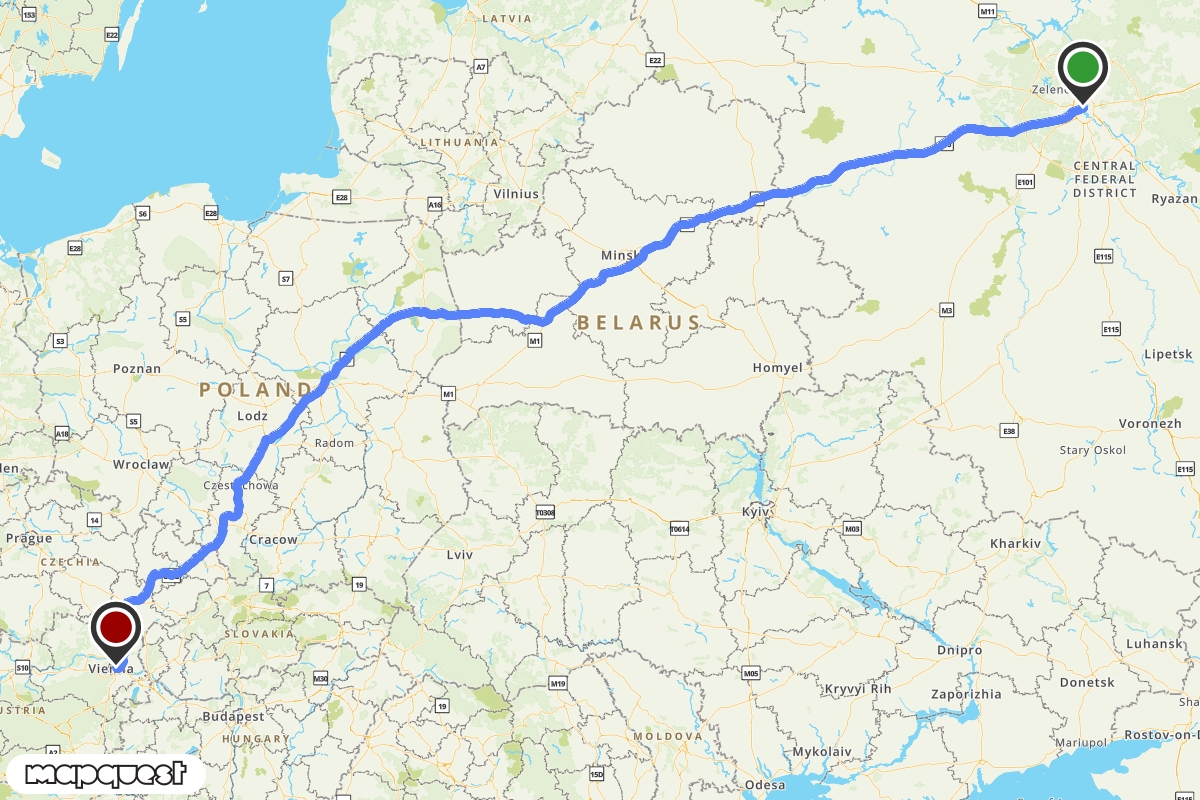 153
E22
LATVIA
M11
A7
E22
Zelen
LITHUANIA
E101
CENTRAL
FEDERAL
DISTRICT
Ryazan
E28
Vilnius
A16
S6
E28
E28
Minsk
E115
S7
BELARUS
M3
S5
E115
S3
M1
Lipetsk
Poznan
Homyel
POLAND
M1
Lodz
S5
Voronezh
A18
Radom
E38
Stary Oskol
Wroclaw
E115
Czestochowa
14
T0308
Kyiv
T0614
M03
Prague
Cracow
Kharkiv
Lviv
CZECHIA
7
19
SLOVAKIA
Luhansk
Dnipro
S10
Vienna
M30
M19
M05
Donetsk
Kryvyi Rih
Zaporizhia
USTRIA
19
Budapest
HUNGARY
MOLDOVA
Mariupol
Rostov-on-
A2
Mykolaiv
15D
Odesa
mapquest